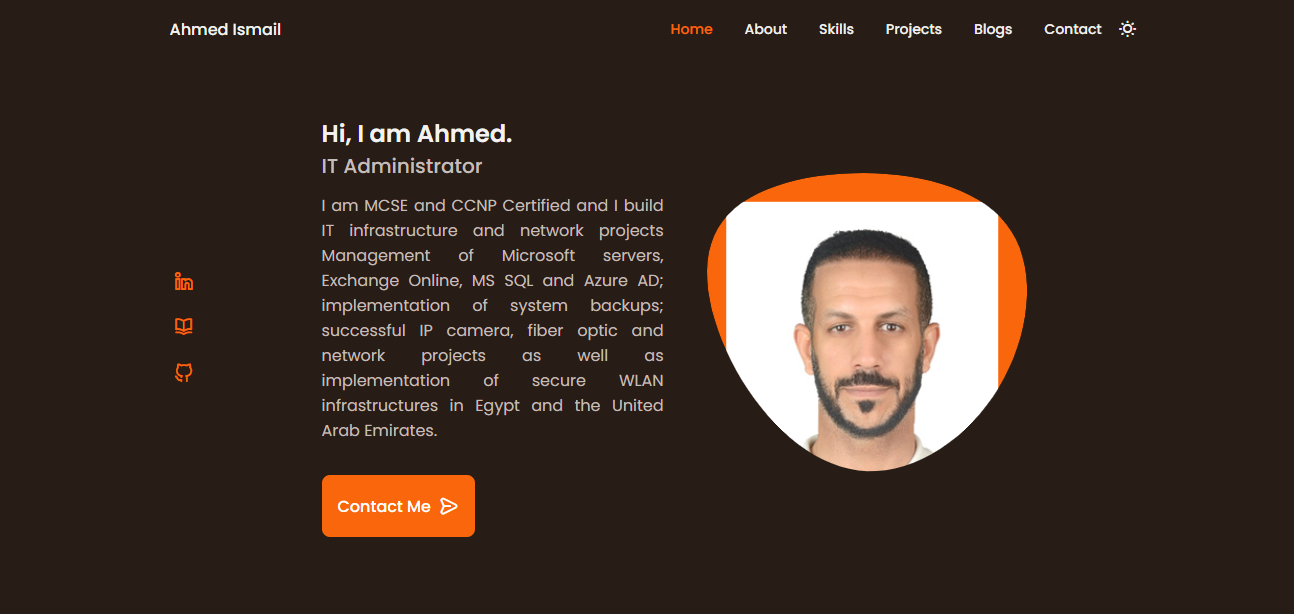 Ahmed Ismail
Home About Skills Projects Blogs Contact
Hi, I am Ahmed.
IT Administrator
I am MCSE and CCNP Certified and I build
IT infrastructure and network projects
Management of Microsoft servers,
Exchange Online, MS SQL and Azure AD;
implementation of system backups;
successful IP camera, fiber optic and
network projects as well as
implementation of secure WLAN
infrastructures in Egypt and the United
Arab Emirates.
in
Contact Me